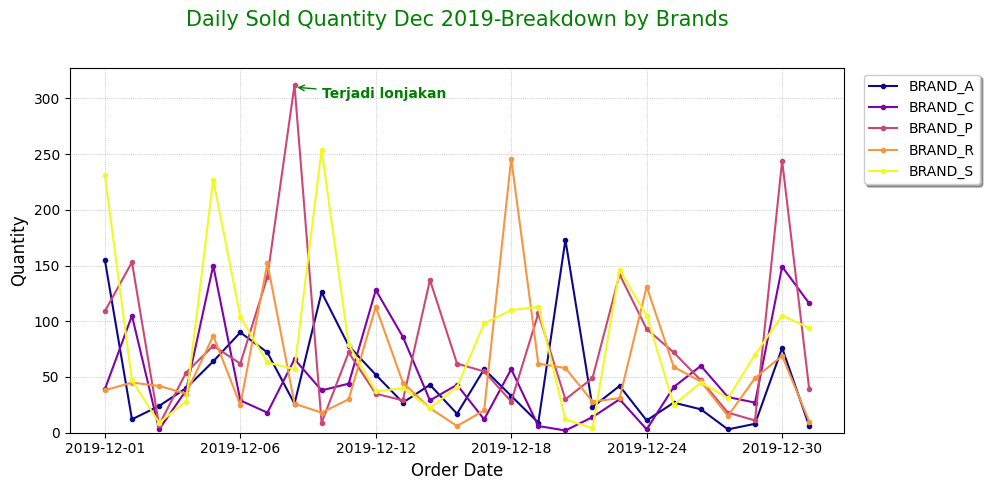 Daily Sold Quantity Dec 2019-Breakdown by Brands
300
250
200
150
100
50
0
Quantity
Terjadi lonjakan
2019-12-01
2019-12-06
2019-12-12
2019-12-18
2019-12-24
2019-12-30
Order Date
BRAND_A
BRAND_C
BRAND_P
BRAND_R
BRAND_S